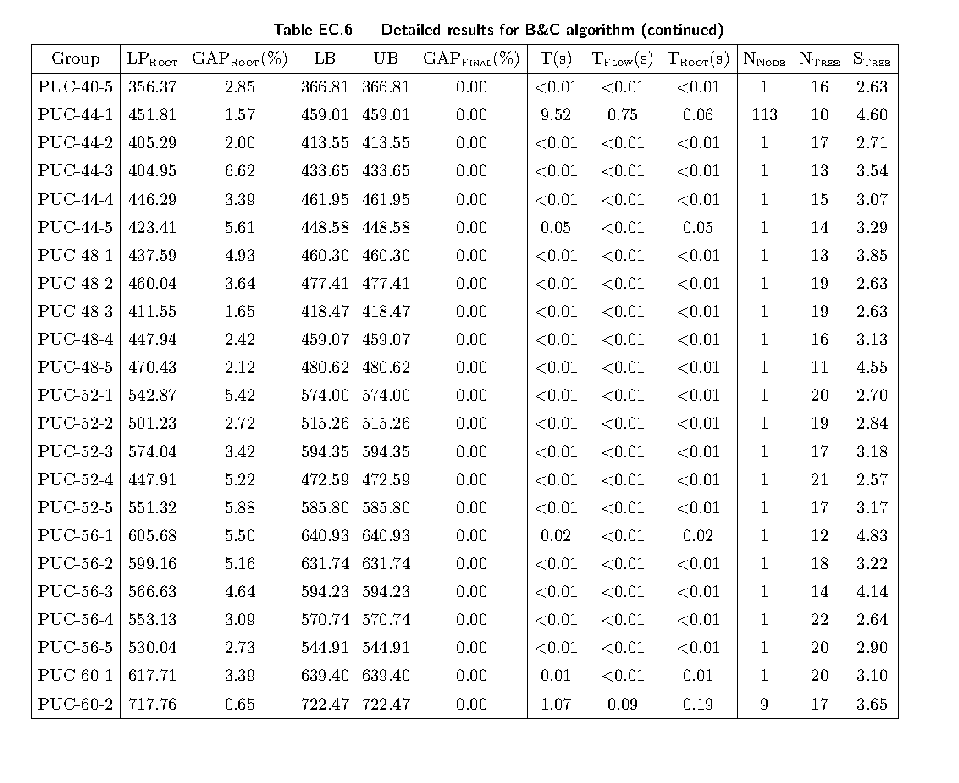 Table EC.6 Detailed results for B&C algorithm (continued)
Group LP_ROOT GAP_ROOT(%) LB UB GAP_FINAL(%) T(s) T_FLOW(s) T_ROOT(s) N_NODE N_TREE S_TREE
PUC-40-5 356.37 2.85 366.81 366.81 0.00 <0.01 <0.01 <0.01 1 16 2.63
PUC-44-1 451.81 1.57 459.01 459.01 0.00 9.52 0.75 0.06 113 10 4.60
PUC-44-2 405.29 2.00 413.55 413.55 0.00 <0.01 <0.01 <0.01 1 17 2.71
PUC-44-3 404.95 6.62 433.65 433.65 0.00 <0.01 <0.01 <0.01 1 13 3.54
PUC-44-4 446.29 3.39 461.95 461.95 0.00 <0.01 <0.01 <0.01 1 15 3.07
PUC-44-5 423.41 5.61 448.58 448.58 0.00 0.05 <0.01 0.05 1 14 3.29
PUC-48-1 437.59 4.93 460.30 460.30 0.00 <0.01 <0.01 <0.01 1 13 3.85
PUC-48-2 460.04 3.64 477.41 477.41 0.00 <0.01 <0.01 <0.01 1 19 2.63
PUC-48-3 411.55 1.65 418.47 418.47 0.00 <0.01 <0.01 <0.01 1 19 2.63
PUC-48-4 447.94 2.42 459.07 459.07 0.00 <0.01 <0.01 <0.01 1 16 3.13
PUC-48-5 470.43 2.12 480.62 480.62 0.00 <0.01 <0.01 <0.01 1 11 4.55
PUC-52-1 542.87 5.42 574.00 574.00 0.00 <0.01 <0.01 <0.01 1 20 2.70
PUC-52-2 501.23 2.72 515.26 515.26 0.00 <0.01 <0.01 <0.01 1 19 2.84
PUC-52-3 574.04 3.42 594.35 594.35 0.00 <0.01 <0.01 <0.01 1 17 3.18
PUC-52-4 447.91 5.22 472.59 472.59 0.00 <0.01 <0.01 <0.01 1 21 2.57
PUC-52-5 551.32 5.88 585.80 585.80 0.00 <0.01 <0.01 <0.01 1 17 3.17
PUC-56-1 605.68 5.50 640.93 640.93 0.00 0.02 <0.01 0.02 1 12 4.83
PUC-56-2 599.16 5.16 631.74 631.74 0.00 <0.01 <0.01 <0.01 1 18 3.22
PUC-56-3 566.63 4.64 594.23 594.23 0.00 <0.01 <0.01 <0.01 1 14 4.14
PUC-56-4 553.13 3.09 570.74 570.74 0.00 <0.01 <0.01 <0.01 1 22 2.64
PUC-56-5 530.04 2.73 544.91 544.91 0.00 <0.01 <0.01 <0.01 1 20 2.90
PUC-60-1 617.71 3.39 639.40 639.40 0.00 0.01 <0.01 0.01 1 20 3.10
PUC-60-2 717.76 0.65 722.47 722.47 0.00 1.07 0.09 0.19 9 17 3.65